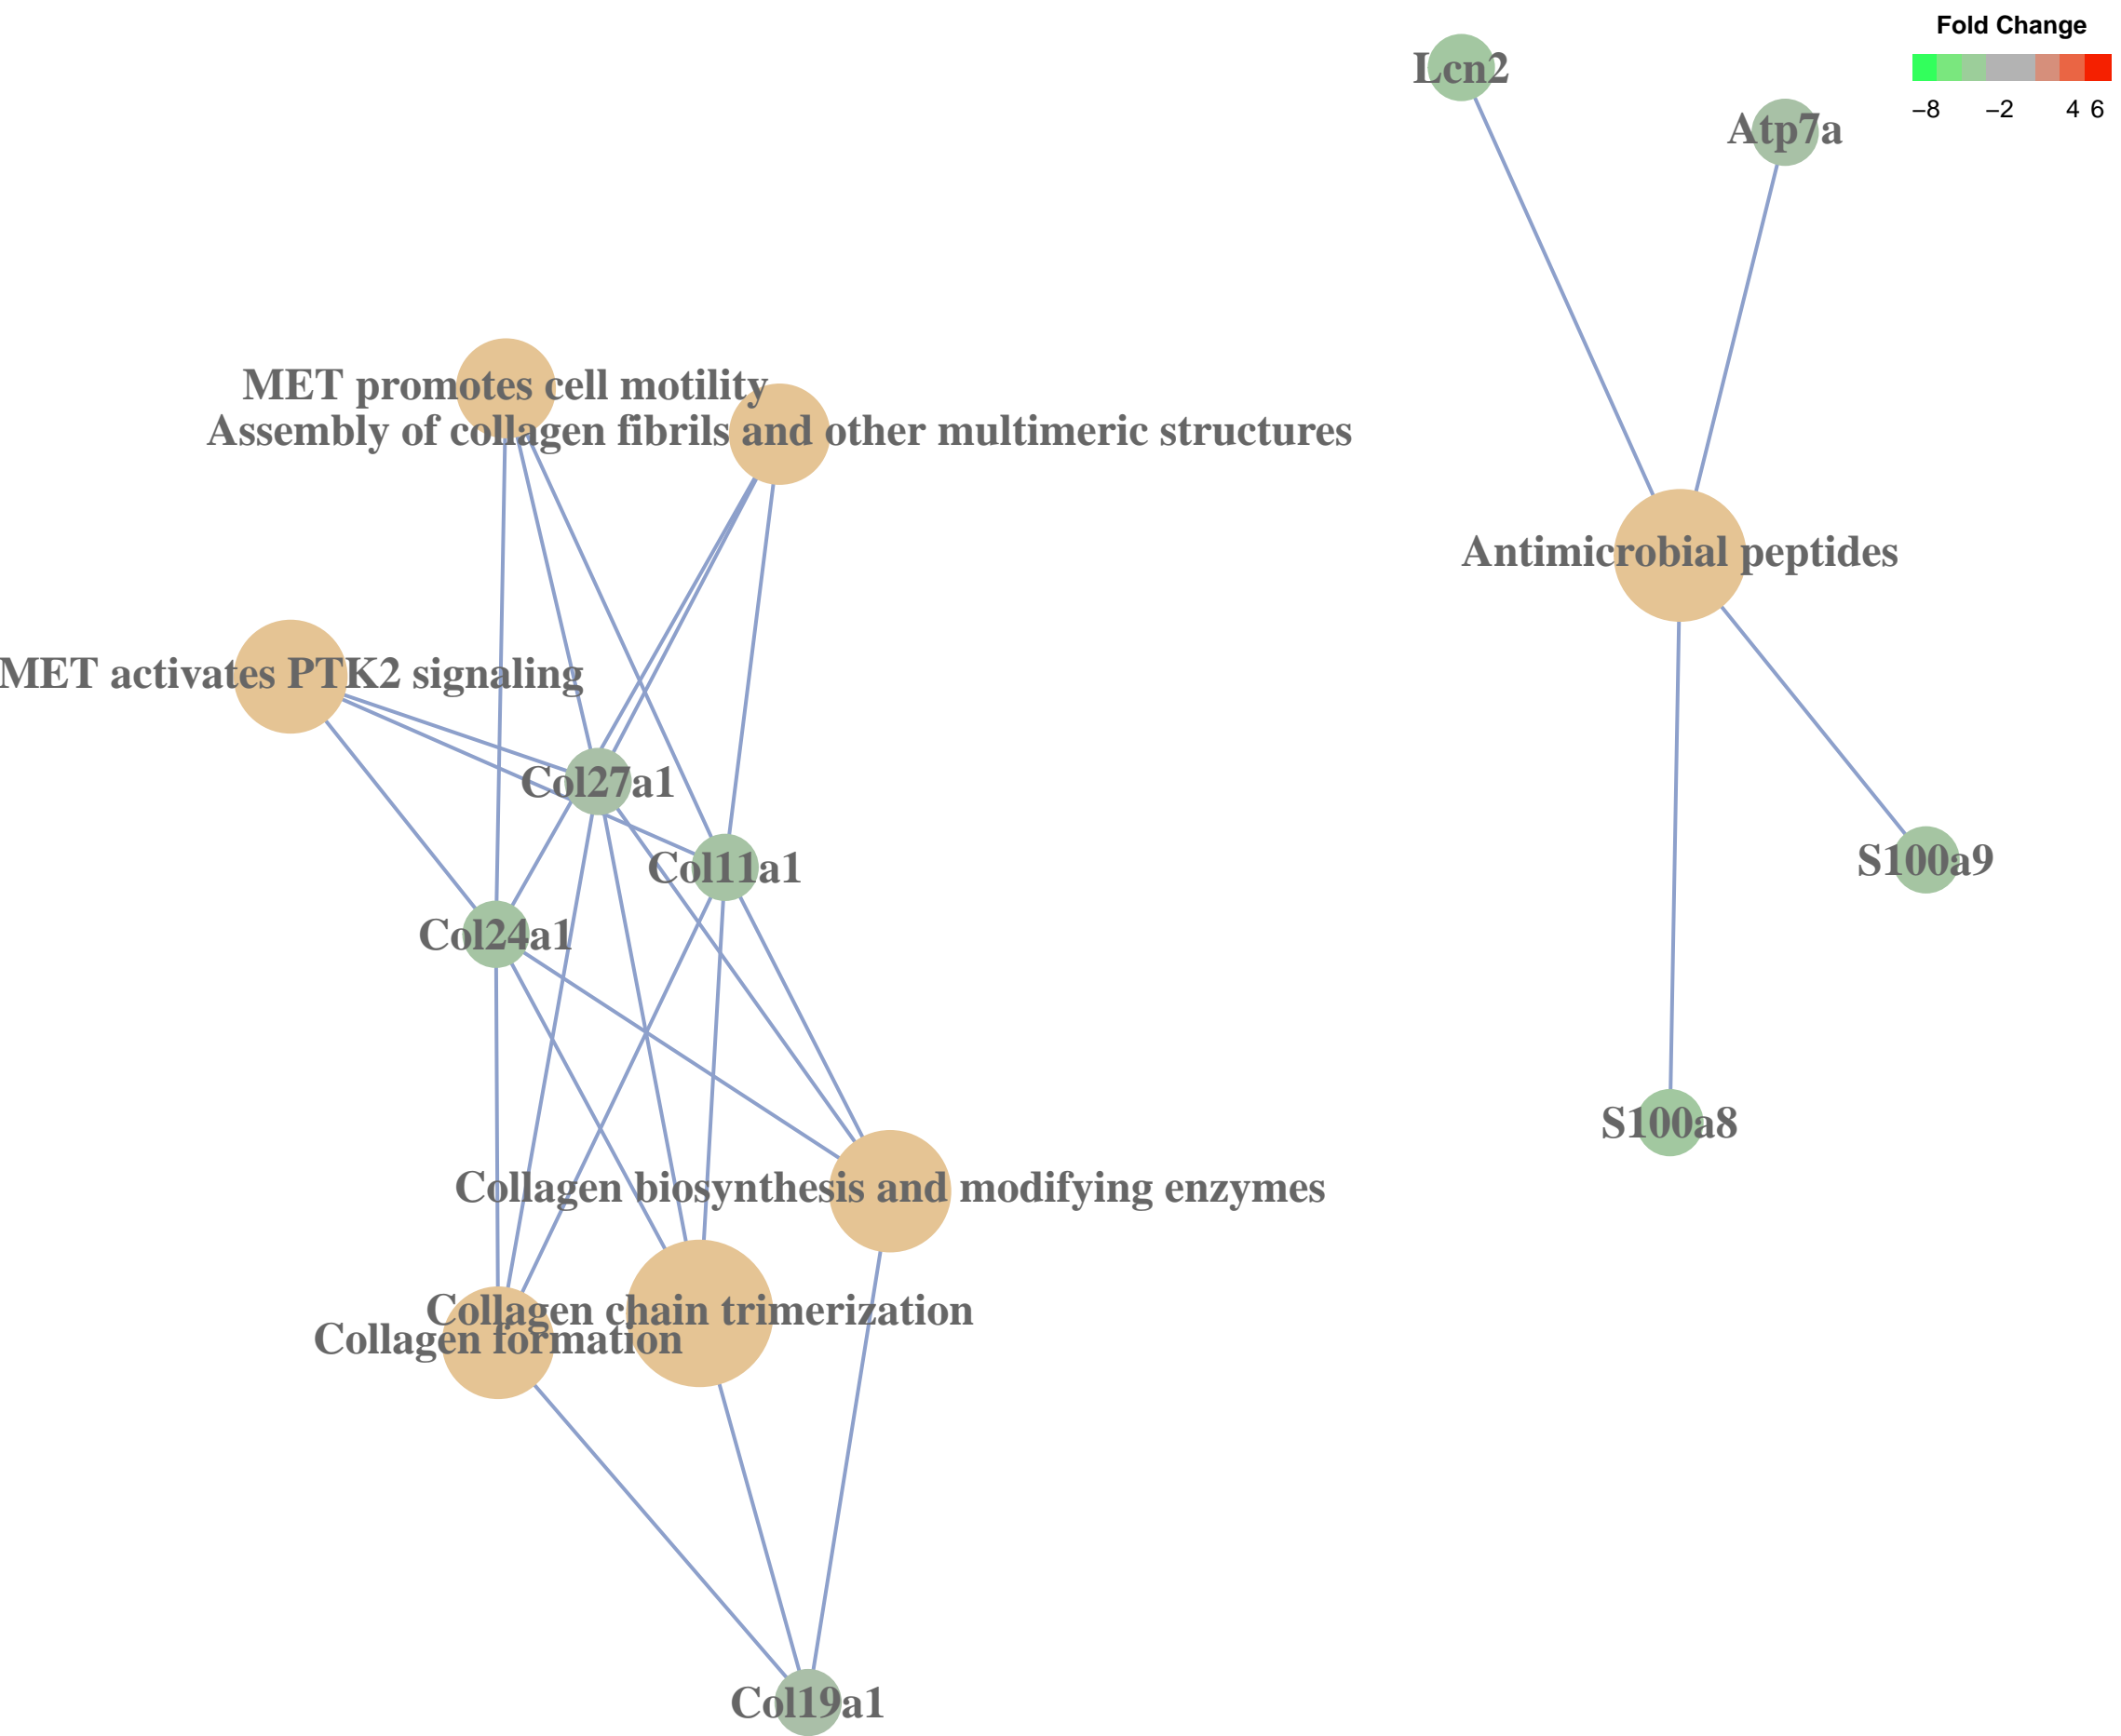 Fold Change
−8 −2 4 6
Lcn2
Atp7a
MET promotes cell motility
Assembly of collagen fibrils and other multimeric structures
Antimicrobial peptides
MET activates PTK2 signaling
Col27a1
Col11a1
S100a9
Col24a1
S100a8
Collagen biosynthesis and modifying enzymes
Collagen chain trimerization
Collagen formation
Col19a1